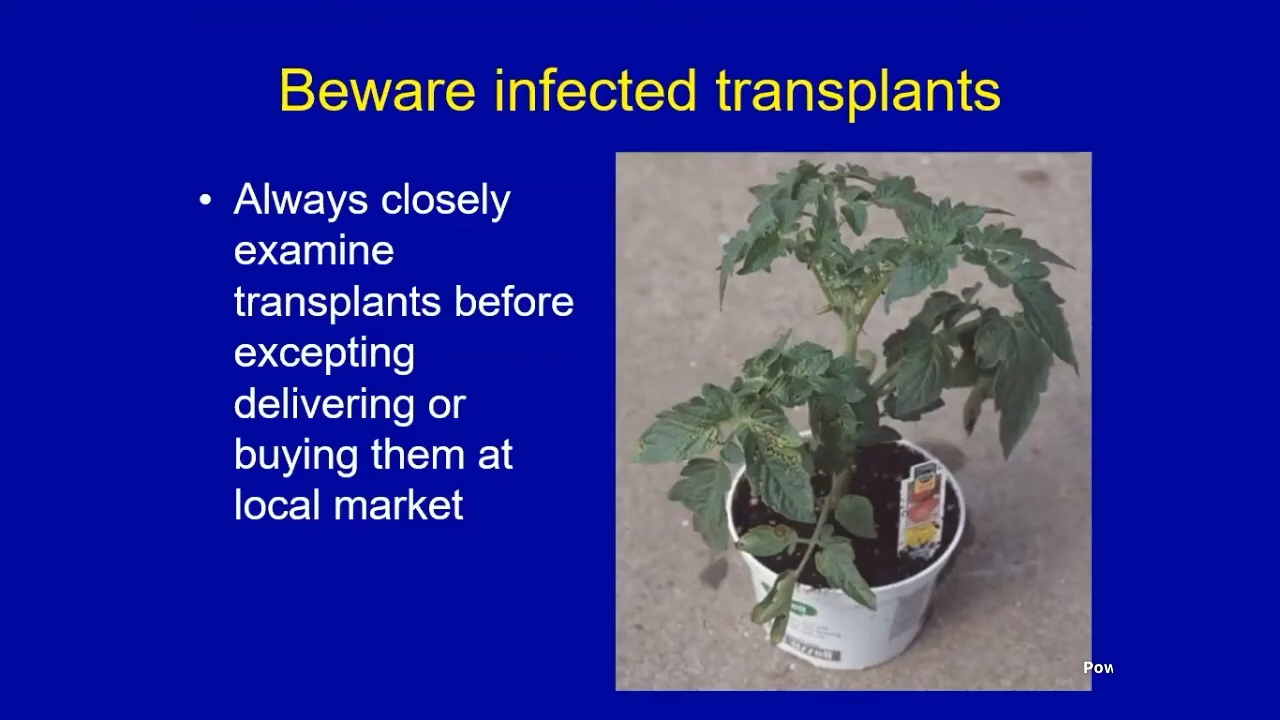 Beware infected transplants
• Always closely
examine
transplants before
excepting
delivering or
buying them at
local market
Pow